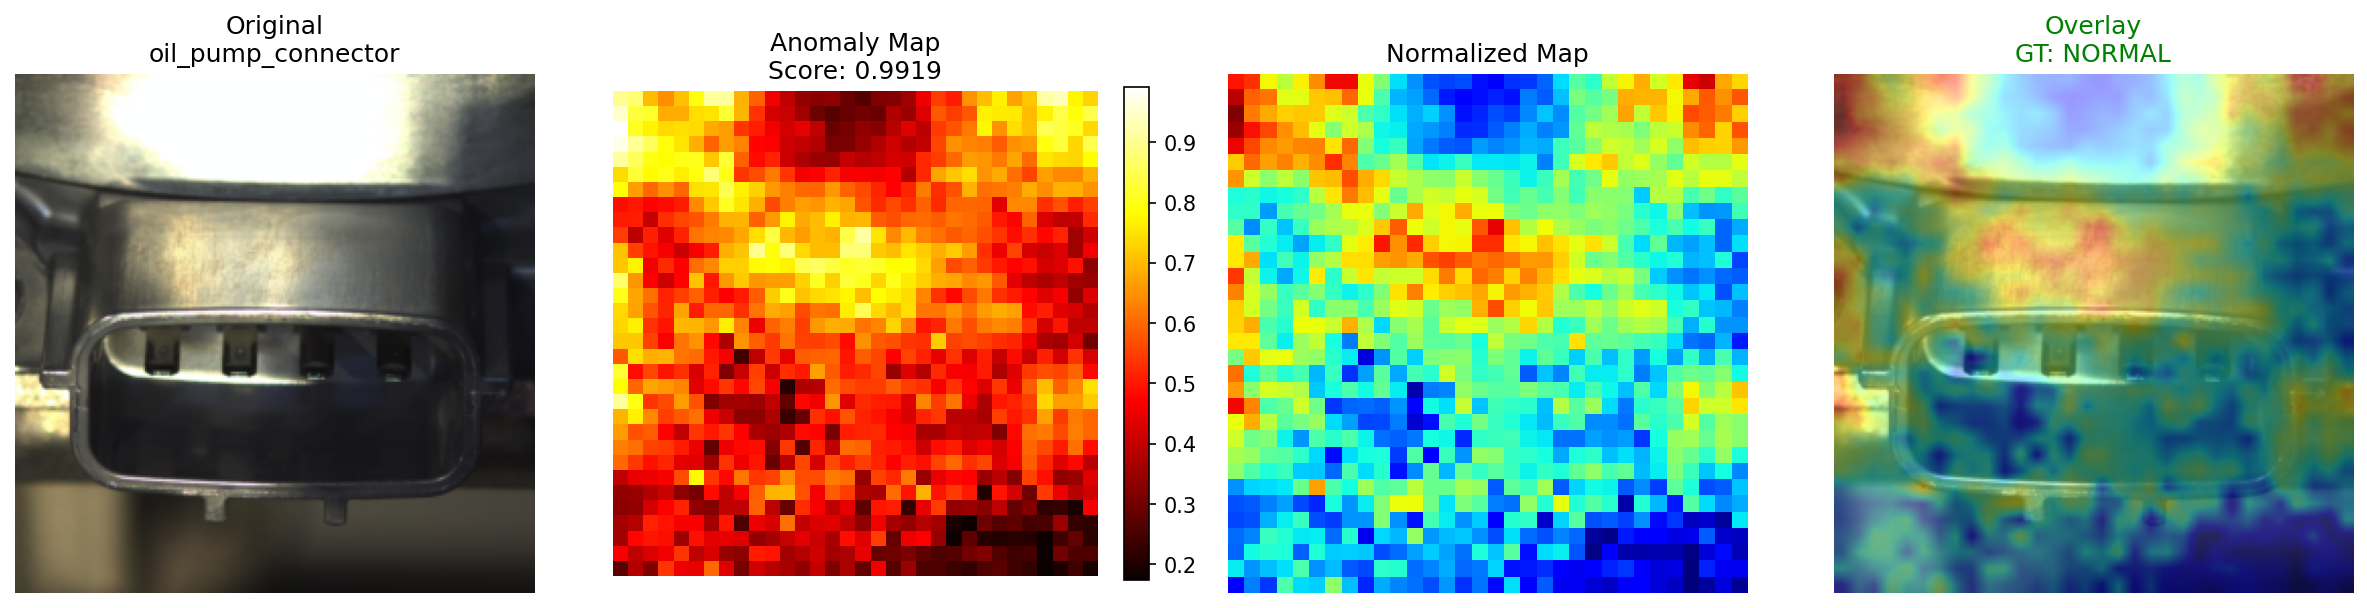 Original
oil_pump_connector
Anomaly Map
Score: 0.9919
0.9
0.8
0.7
0.6
0.5
0.4
0.3
0.2
Normalized Map
Overlay
GT: NORMAL